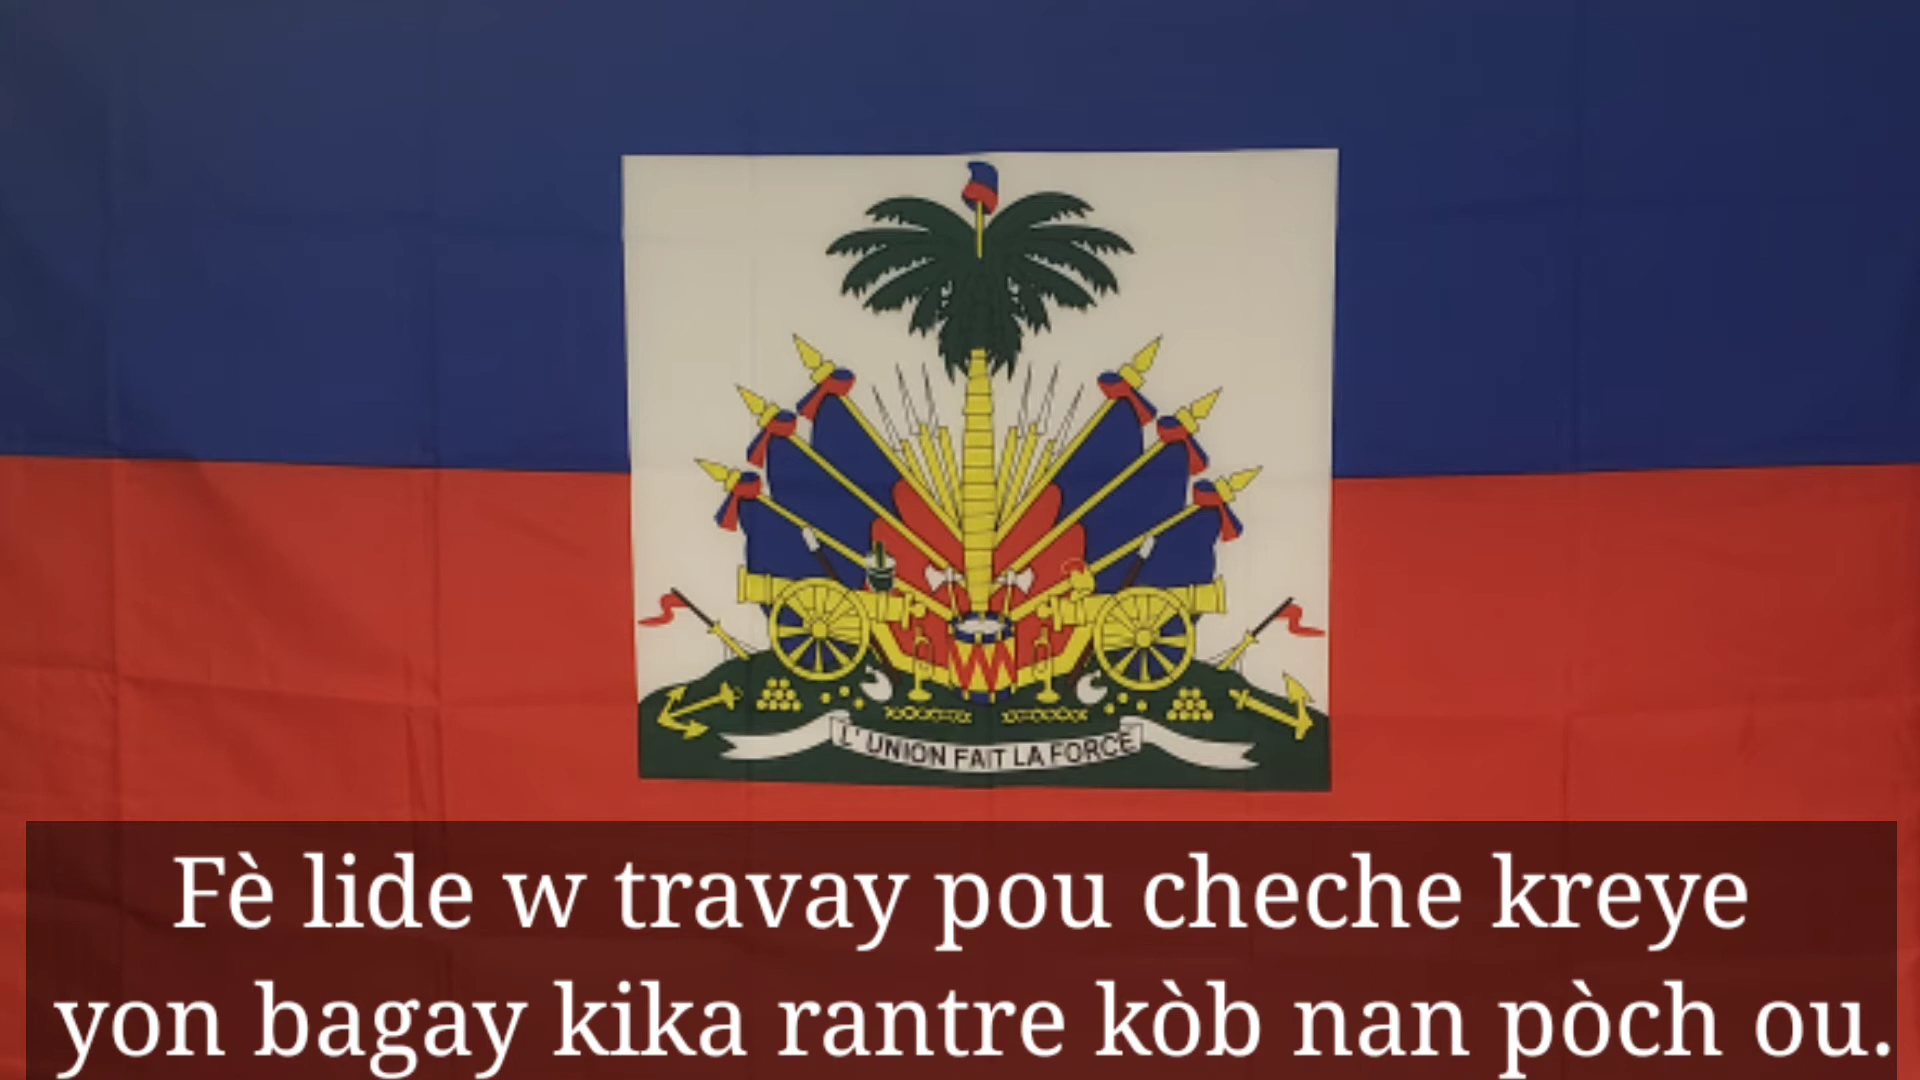 L' UNION FAIT LA FORCE
Fè lide w travay pou cheche kreye
yon bagay kika rantre kòb nan pòch ou.